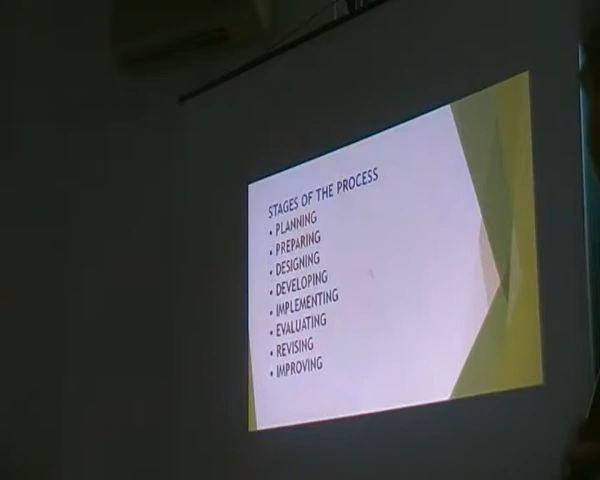 STAGES OF THE PROCESS
• PLANNING
• PREPARING
• DESIGNING
• DEVELOPING
• IMPLEMENTING
• EVALUATING
• REVISING
• IMPROVING